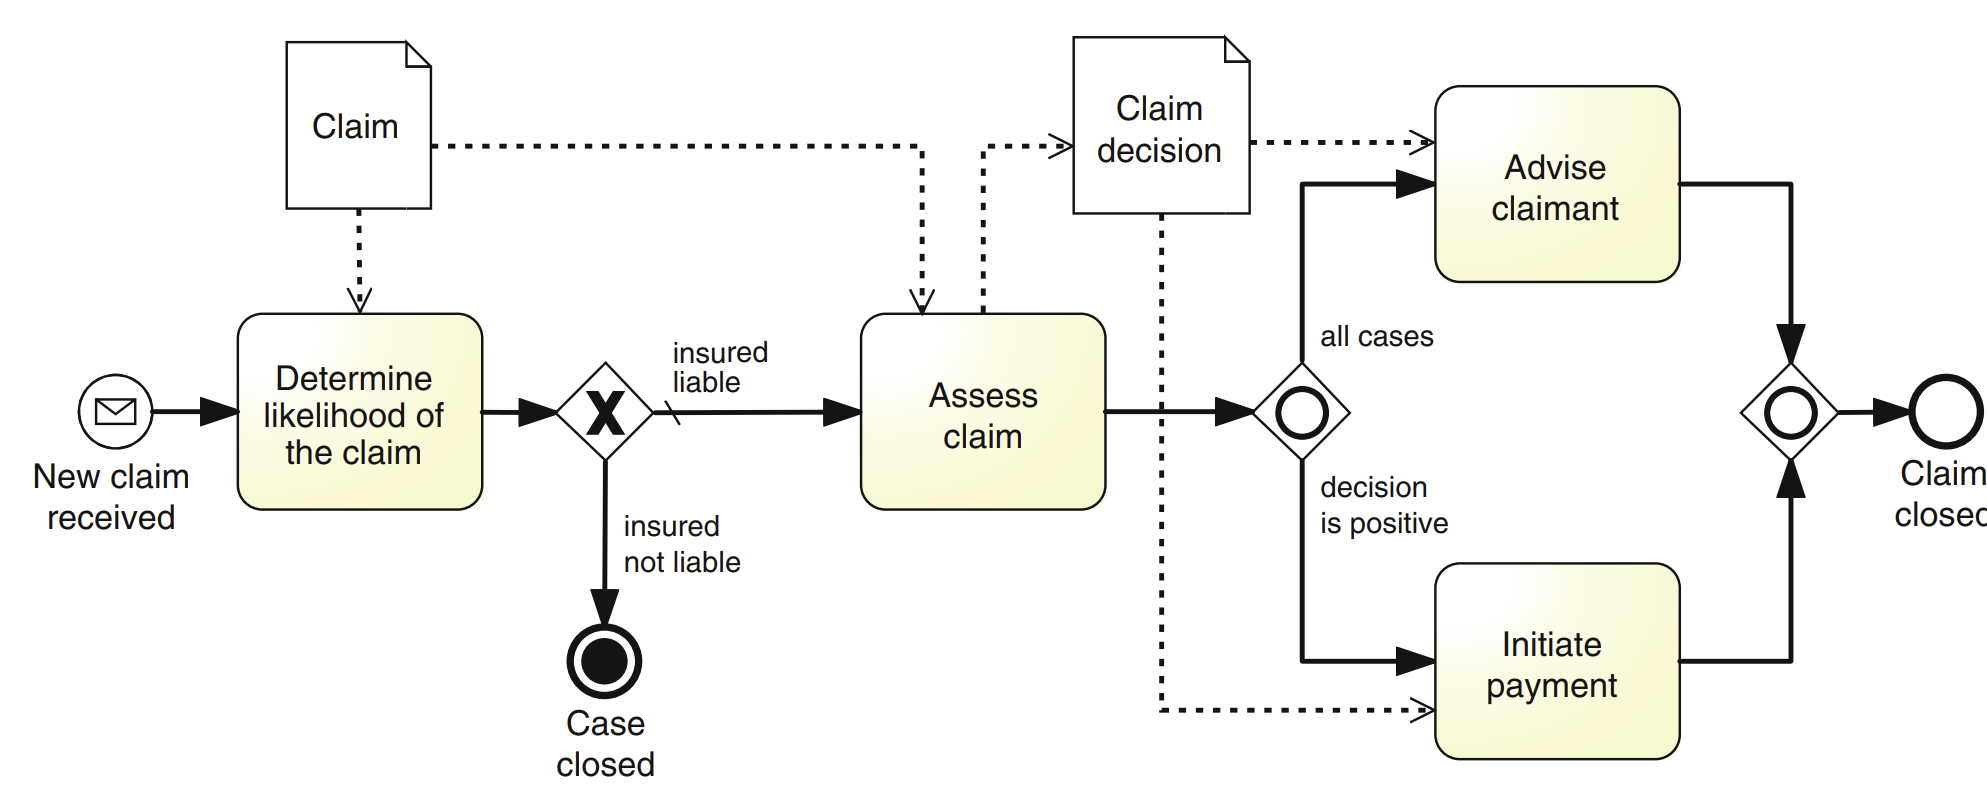 Claim
Claim
decision
Advise
claimant
all cases
New claim
received
Determine
likelihood of
the claim
X
insured
liable
insured
not liable
Case
closed
Assess
claim
decision
is positive
Initiate
payment
Claim
closed